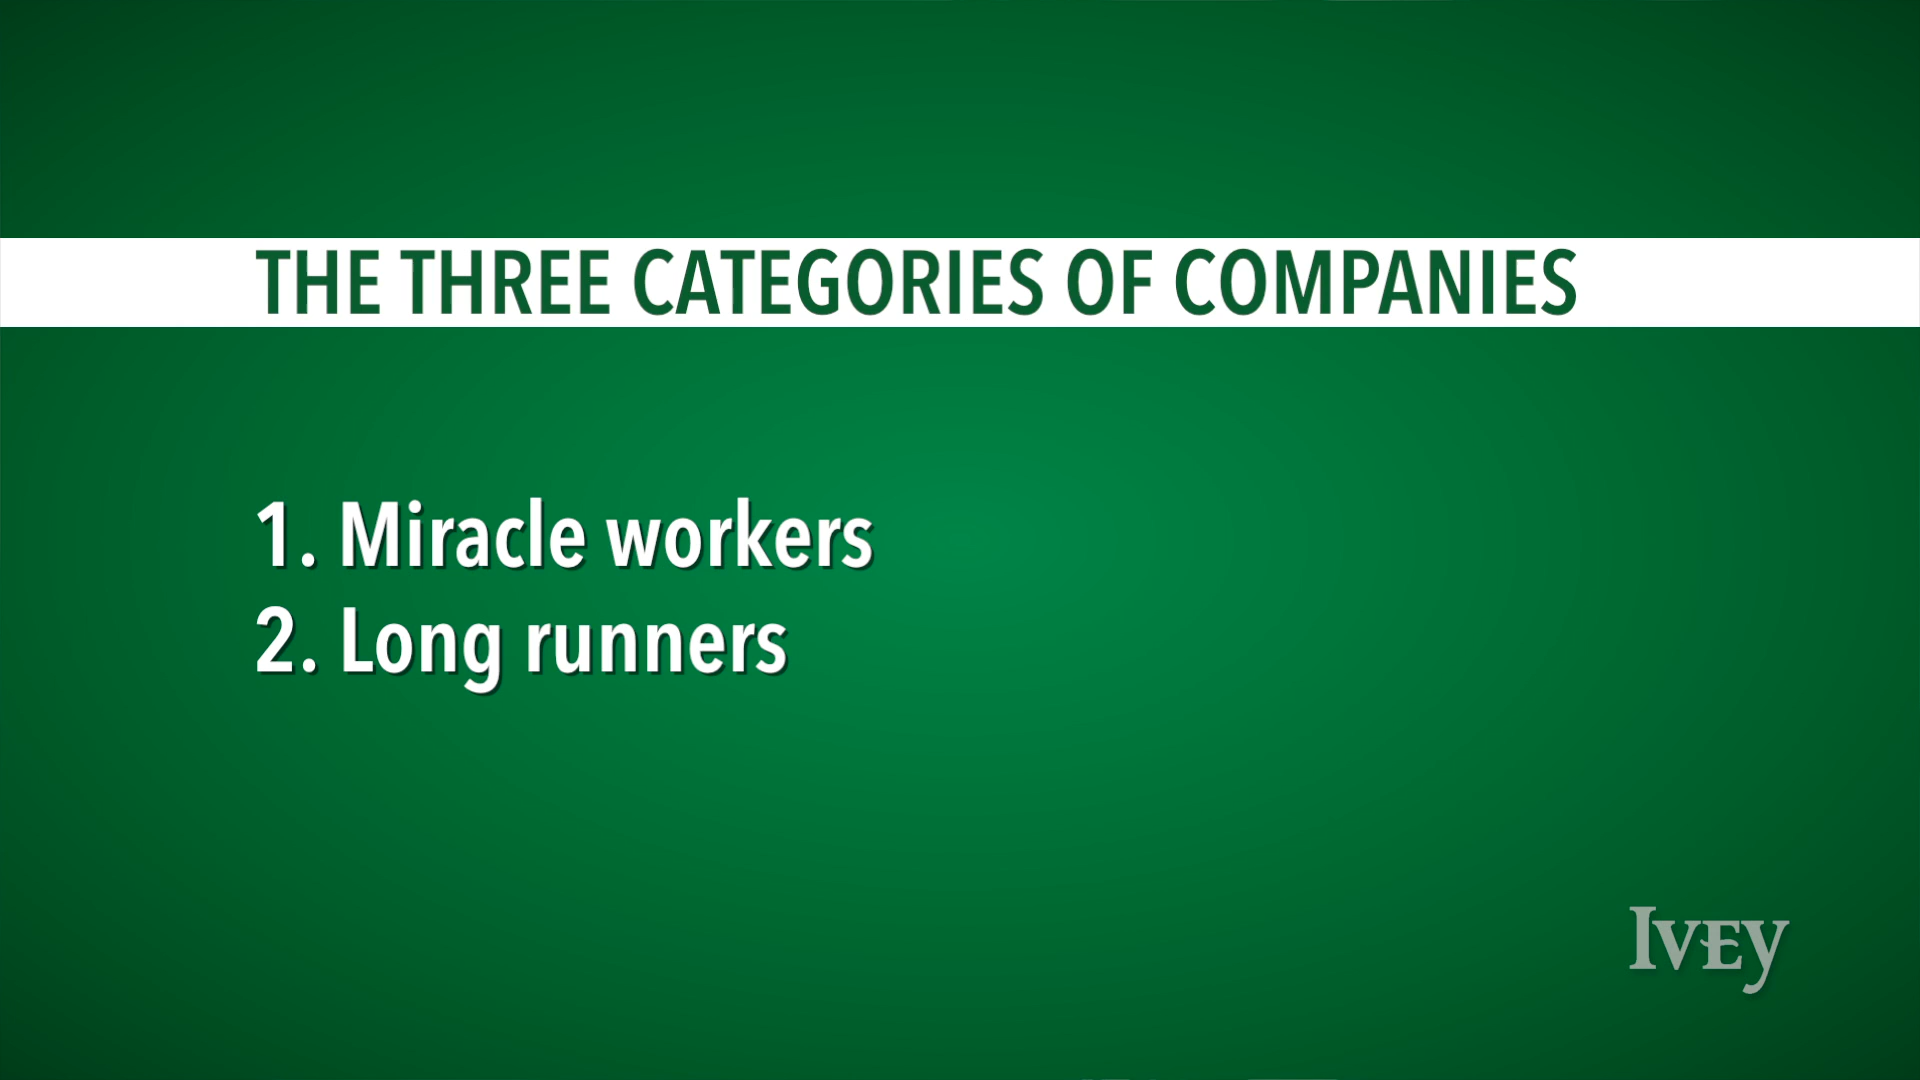 THE THREE CATEGORIES OF COMPANIES
1. Miracle workers
2. Long runners
IVEY